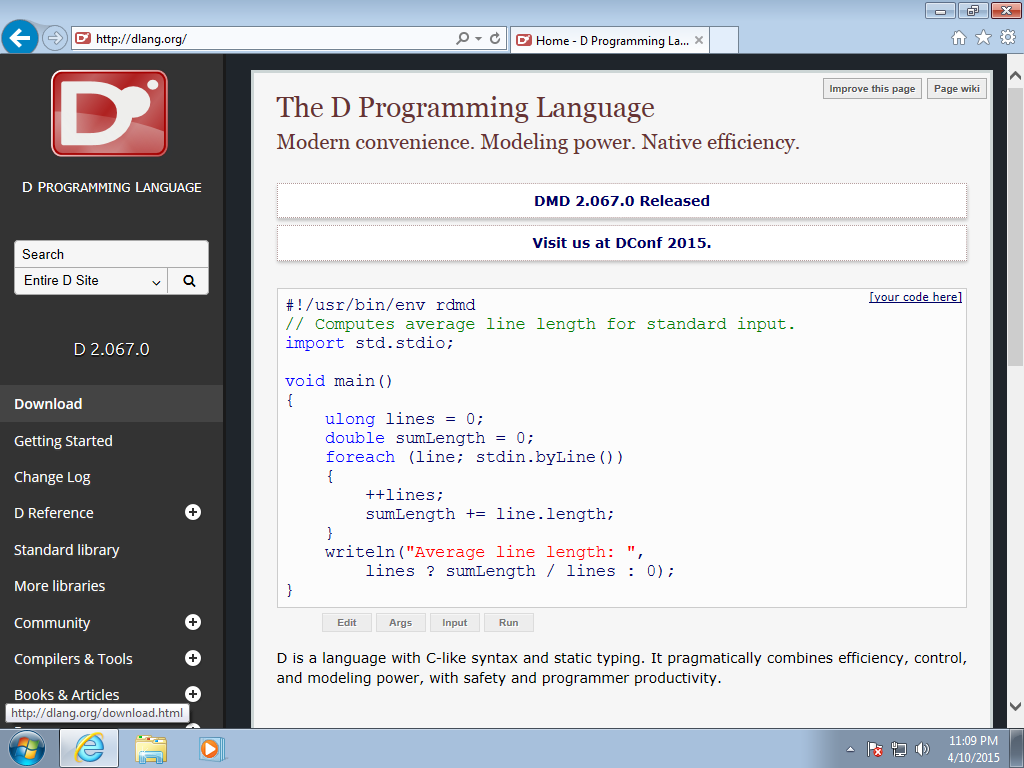 http://dlang.org/
Home - D Programming La...
D PROGRAMMING LANGUAGE
Search
Entire D Site
D 2.067.0
Download
Getting Started
Change Log
D Reference
Standard library
More libraries
Community
Compilers & Tools
Books & Articles
http://dlang.org/download.html
Improve this page
Page wiki
The D Programming Language
Modern convenience. Modeling power. Native efficiency.
DMD 2.067.0 Released
Visit us at DConf 2015.
[your code here]
#!/usr/bin/env rdmd
// Computes average line length for standard input.
import std.stdio;
void main()
{
    ulong lines = 0;
    double sumLength = 0;
    foreach (line; stdin.byLine())
    {
        ++lines;
        sumLength += line.length;
    }
    writeln("Average line length: ",
        lines ? sumLength / lines : 0);
}
Edit
Args
Input
Run
D is a language with C-like syntax and static typing. It pragmatically combines efficiency, control,
and modeling power, with safety and programmer productivity.
11:09 PM
4/10/2015